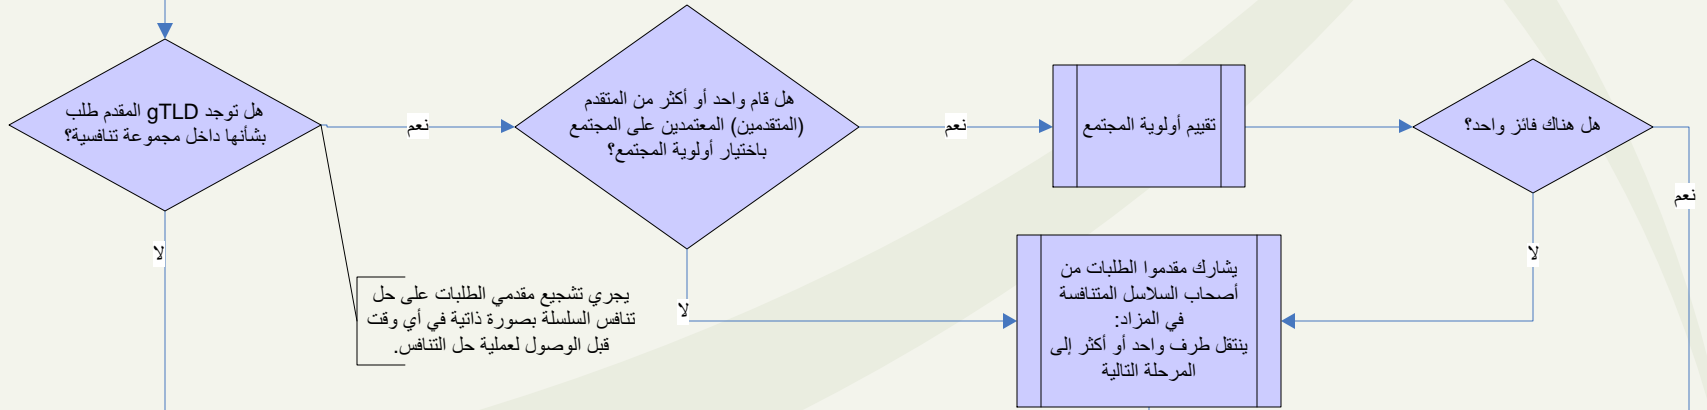 هل توجد gTLD المقدم طلب
بشأنها داخل مجموعة تنافسية؟
نعم
هل قام واحد أو أكثر من المتقدم
(المتقدمين) المعتمدين على المجتمع
باختيار أولوية المجتمع؟
نعم
تقييم أولوية المجتمع
هل هناك فائز واحد؟
نعم
لا
يجري تشجيع مقدمي الطلبات على حل
تنافس السلسلة بصورة ذاتية في أي وقت
قبل الوصول لعملية حل التنافس.
لا
يشارك مقدموا الطلبات من
أصحاب السلاسل المتنافسة
في المزاد:
ينتقل طرف واحد أو أكثر إلى
المرحلة التالية
لا